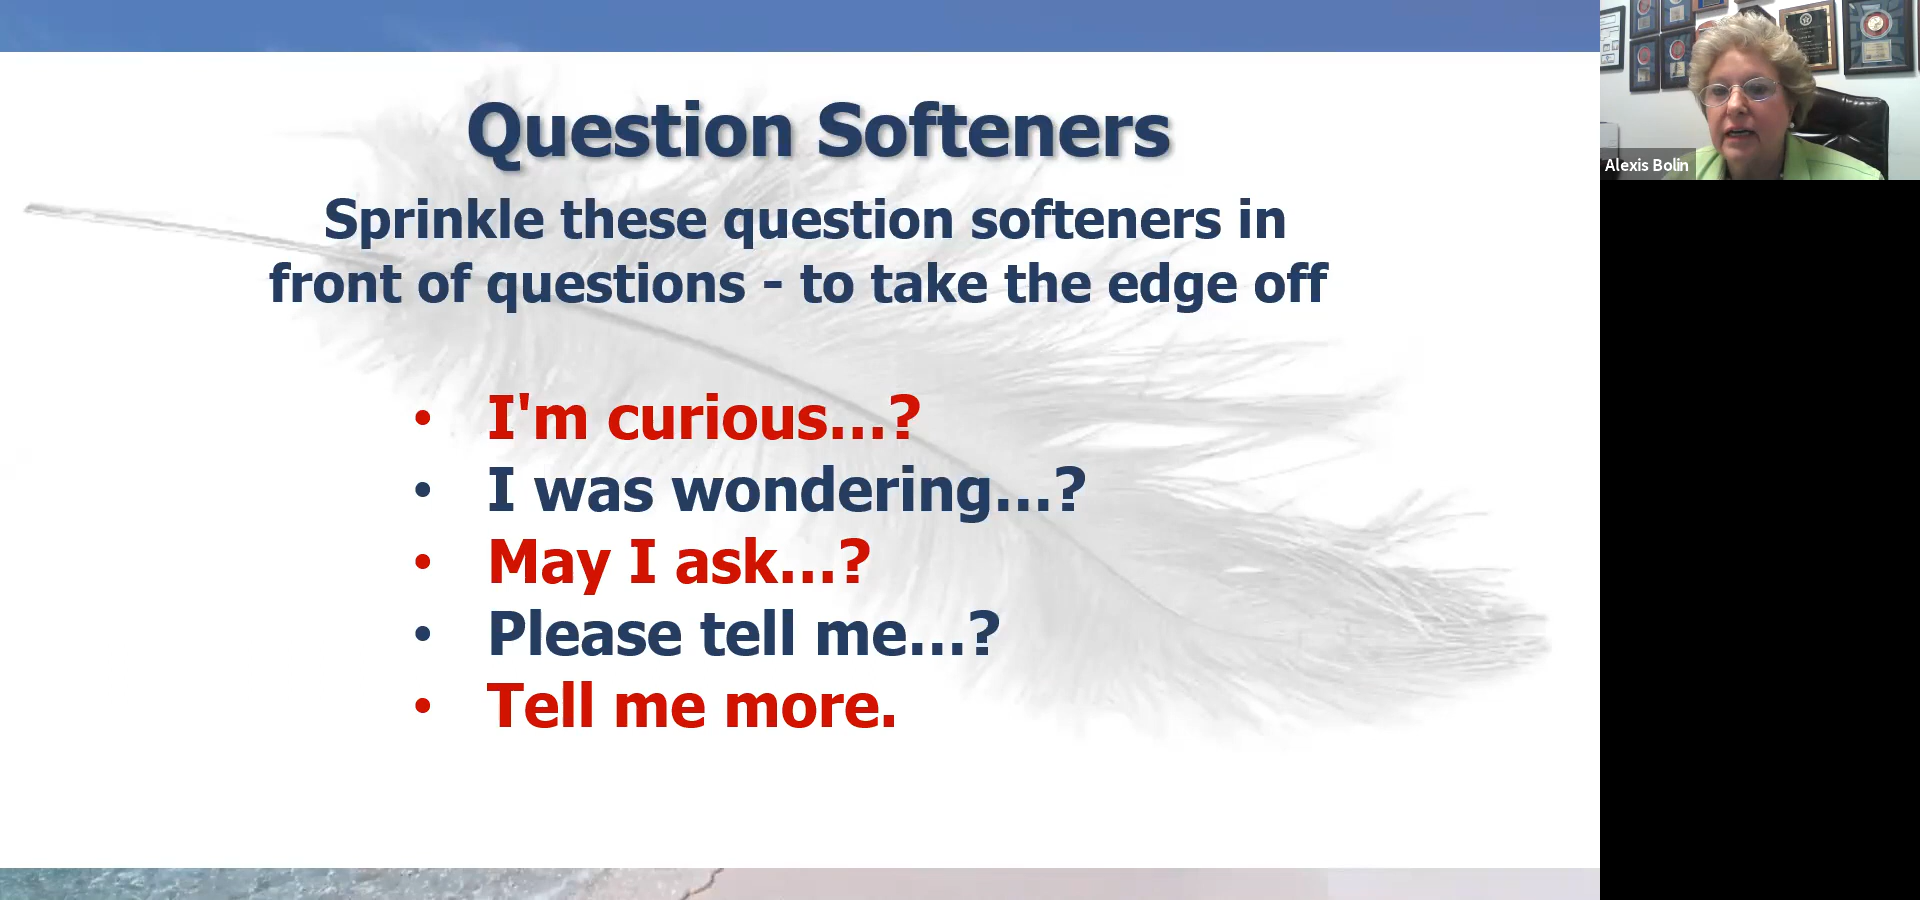 Question Softeners
Sprinkle these question softeners in
front of questions - to take the edge off
• I'm curious...?
• I was wondering...?
• May I ask...?
• Please tell me...?
• Tell me more.
Alexis Bolin